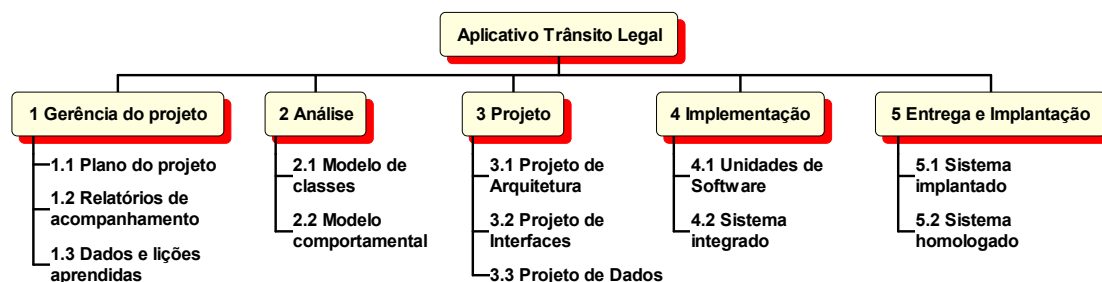 Aplicativo Trânsito Legal
1 Gerência do projeto
1.1 Plano do projeto
1.2 Relatórios de
acompanhamento
1.3 Dados e lições
aprendidas
2 Análise
2.1 Modelo de
classes
2.2 Modelo
comportamental
3 Projeto
3.1 Projeto de
Arquitetura
3.2 Projeto de
Interfaces
3.3 Projeto de Dados
4 Implementação
4.1 Unidades de
Software
4.2 Sistema
integrado
5 Entrega e Implantação
5.1 Sistema
implantado
5.2 Sistema
homologado